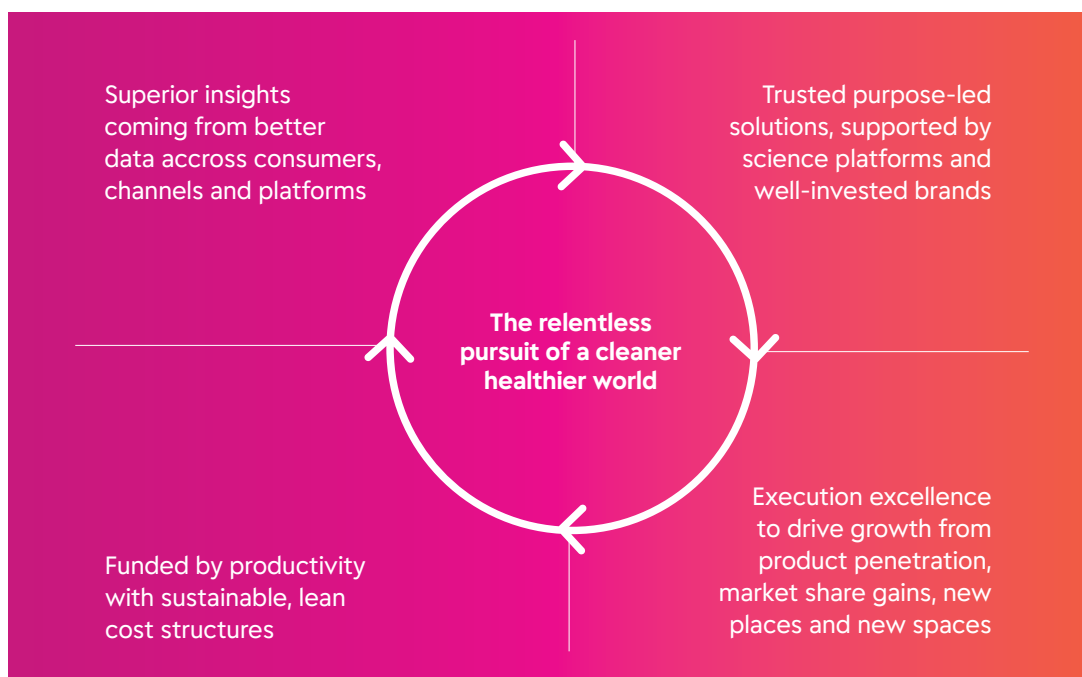 Superior insights
coming from better
data accross consumers,
channels and platforms
Trusted purpose-led
solutions, supported by
science platforms and
well-invested brands
The relentless
pursuit of a cleaner
healthier world
Execution excellence
to drive growth from
product penetration,
market share gains, new
places and new spaces
Funded by productivity
with sustainable, lean
cost structures